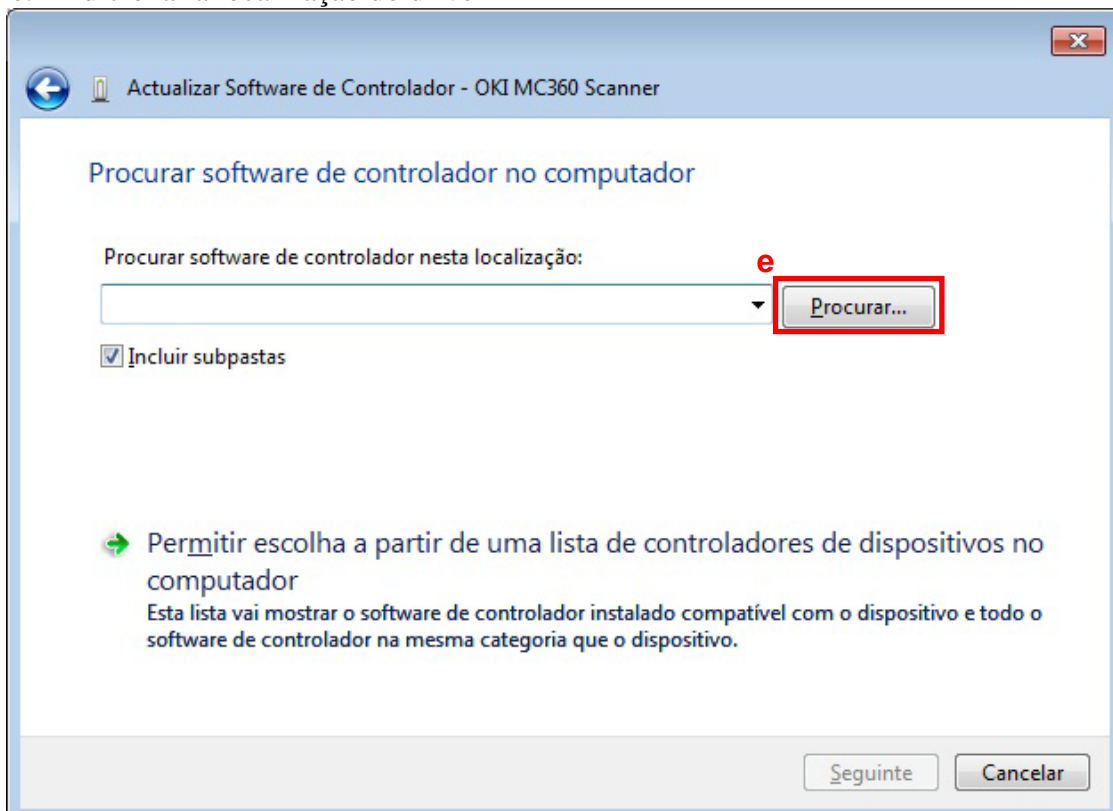 Actualizar Software de Controlador - OKI MC360 Scanner
Procurar software de controlador no computador
Procurar software de controlador nesta localização:
e
Procurar...
Incluir subpastas
Permitir escolha a partir de uma lista de controladores de dispositivos no
computador
Esta lista vai mostrar o software de controlador instalado compatível com o dispositivo e todo o
software de controlador na mesma categoria que o dispositivo.
Seguinte
Cancelar